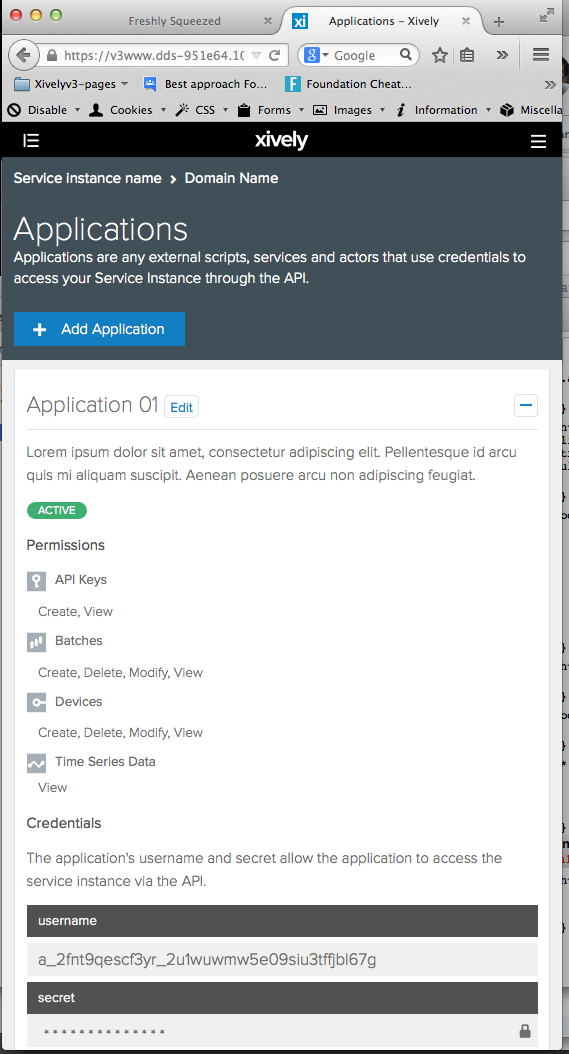 Freshly Squeezed
xi Applications – Xively
https://v3www.dds-951e64.10
Google
Xivelyv3-pages Best approach Fo... Foundation Cheat...
Disable Cookies CSS Forms Images Information Miscella
xively
Service instance name > Domain Name
Applications
Applications are any external scripts, services and actors that use credentials to
access your Service Instance through the API.
+ Add Application
Application 01 Edit
Lorem ipsum dolor sit amet, consectetur adipiscing elit. Pellentesque id arcu
quis mi aliquam suscipit. Aenean posuere arcu non adipiscing feugiat.
ACTIVE
Permissions
API Keys
Create, View
Batches
Create, Delete, Modify, View
Devices
Create, Delete, Modify, View
Time Series Data
View
Credentials
The application's username and secret allow the application to access the
service instance via the API.
username
a_2fnt9qescf3yr_2u1wuwmw5e09siu3tffjbl67g
secret
**************